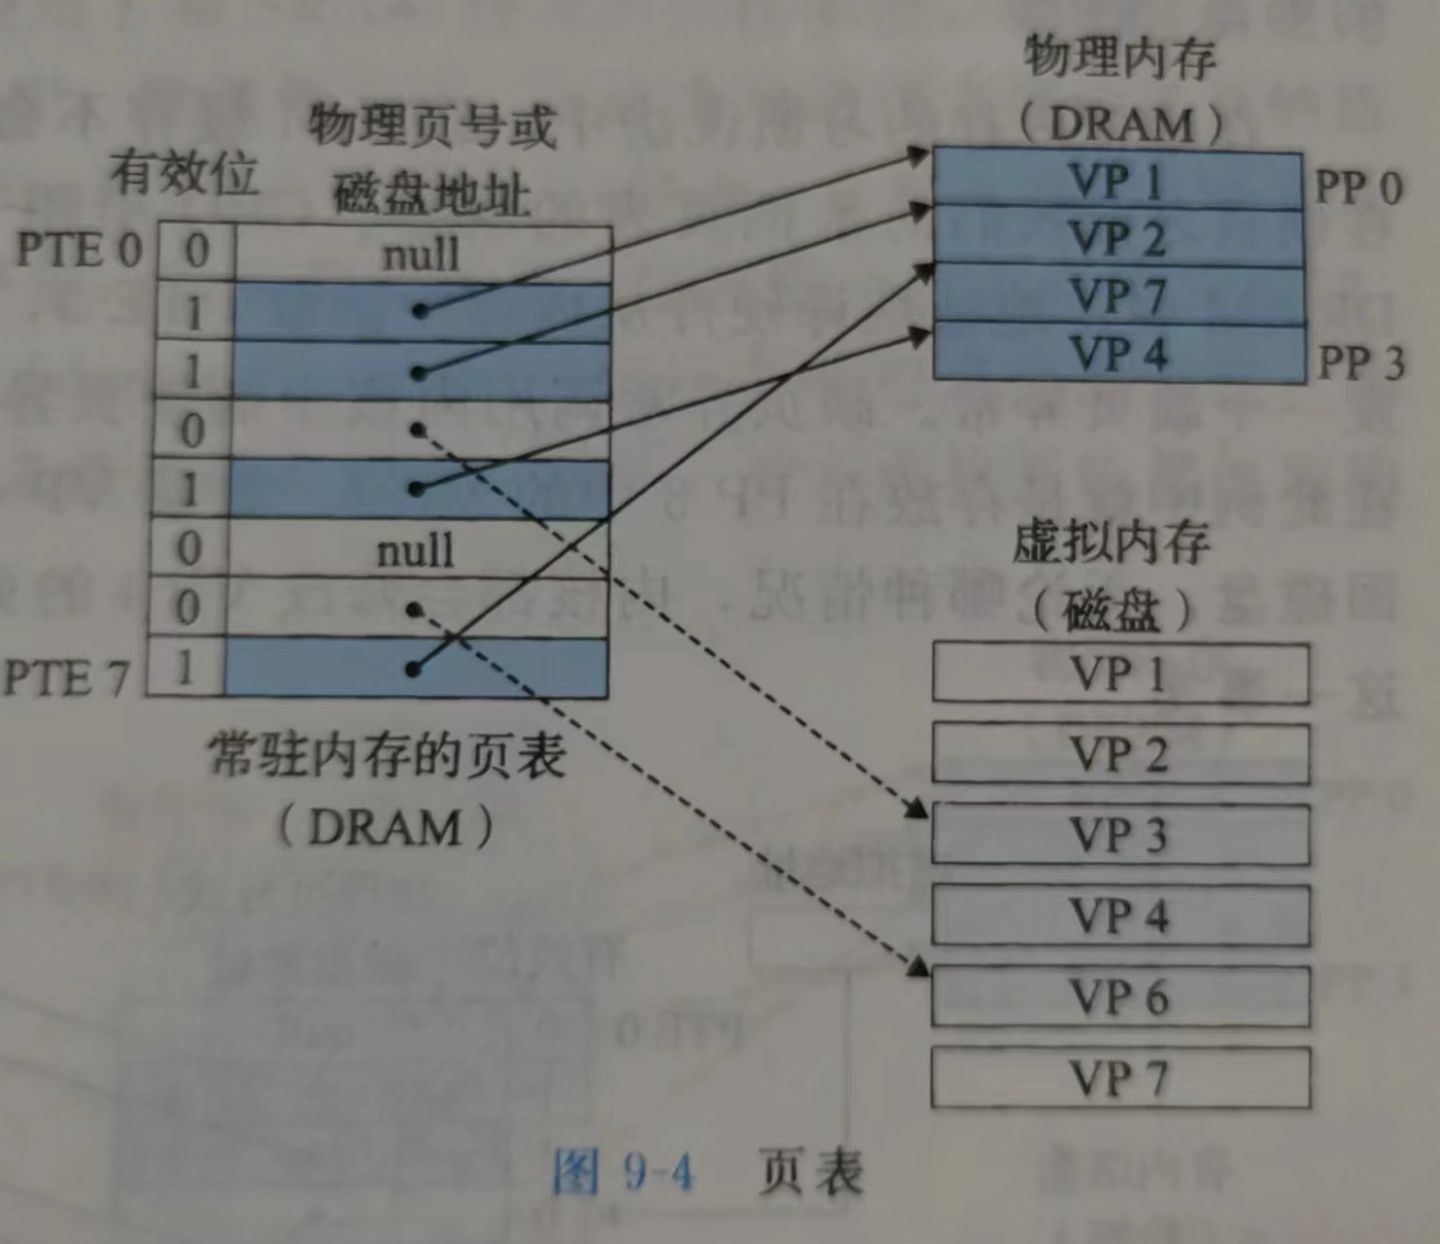 物理内存
（DRAM）
VP 1 PP 0
VP 2
VP 7
VP 4 PP 3
物理页号或
有效位 磁盘地址
PTE 0 0 null
1
1
0
1
0 null
0
PTE 7 1
常驻内存的页表
（DRAM）
虚拟内存
（磁盘）
VP 1
VP 2
VP 3
VP 4
VP 6
VP 7
图 9-4 页表